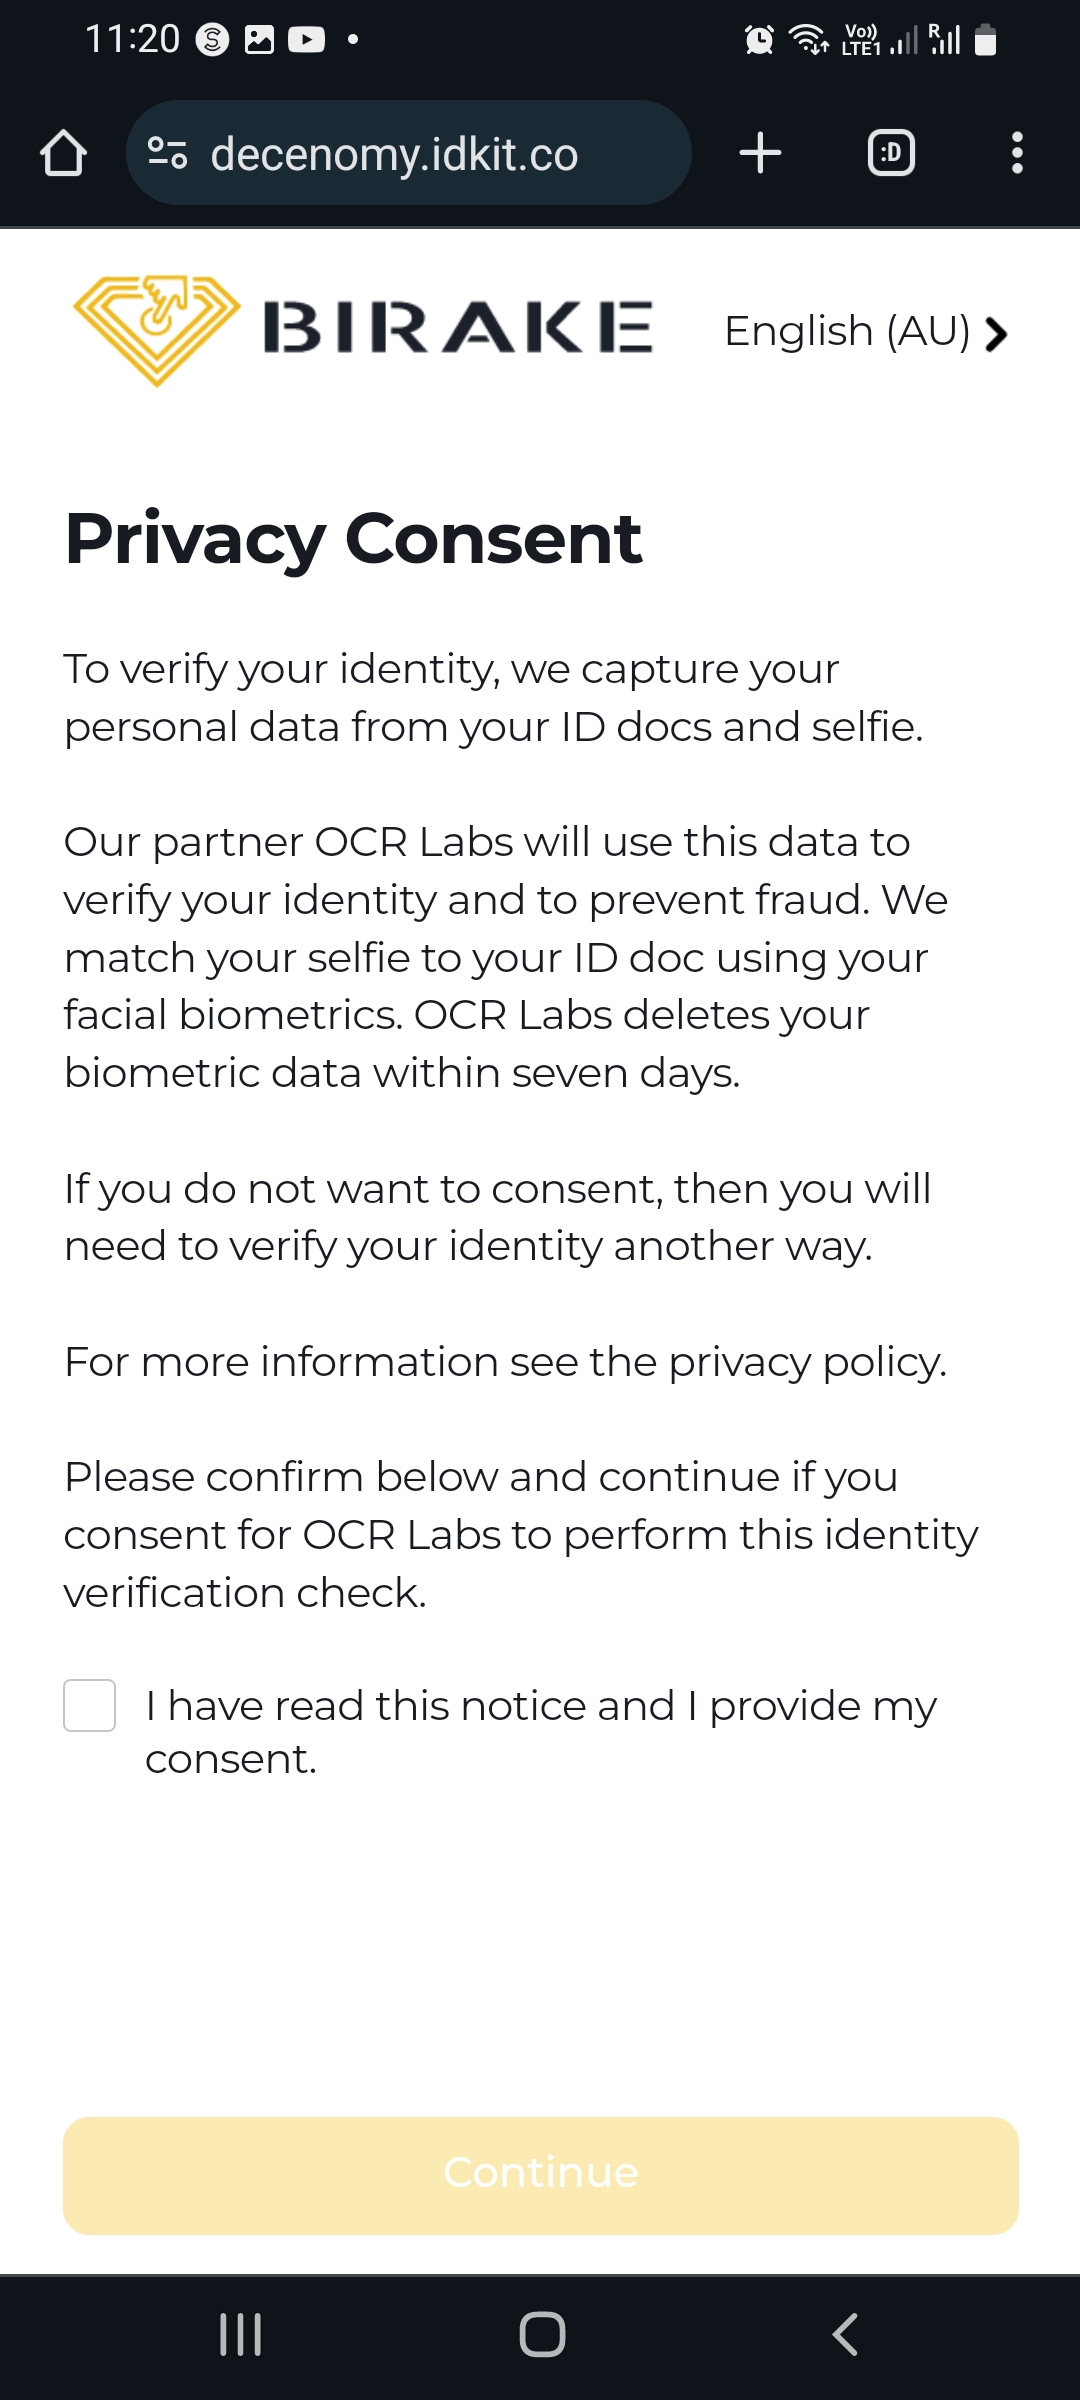 11:20
Vo)) LTE1 R
decenomy.idkit.co
:D
BIRAKE
English (AU)
Privacy Consent
To verify your identity, we capture your
personal data from your ID docs and selfie.
Our partner OCR Labs will use this data to
verify your identity and to prevent fraud. We
match your selfie to your ID doc using your
facial biometrics. OCR Labs deletes your
biometric data within seven days.
If you do not want to consent, then you will
need to verify your identity another way.
For more information see the privacy policy.
Please confirm below and continue if you
consent for OCR Labs to perform this identity
verification check.
I have read this notice and I provide my
consent.
Continue